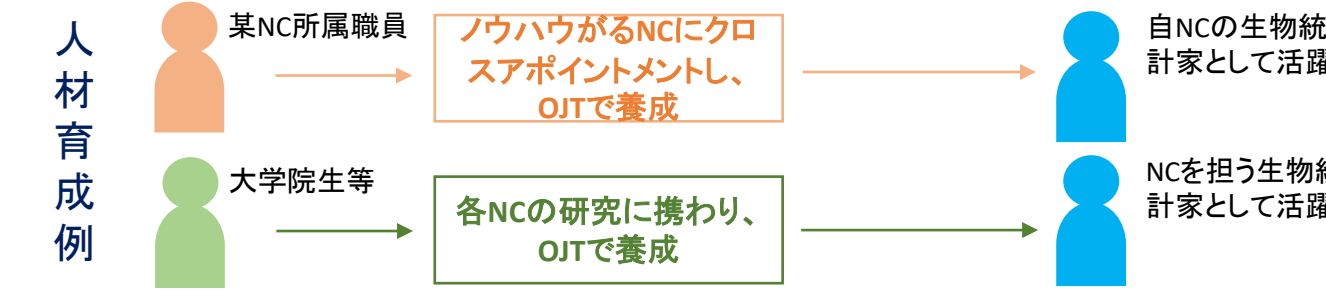 人材育成例
某NC所属職員
ノウハウがるNCにクロ
スアポイントメントし、
OJTで養成
自NCの生物統
計家として活躍
大学院生等
各NCの研究に携わり、
OJTで養成
NCを担う生物統
計家として活躍